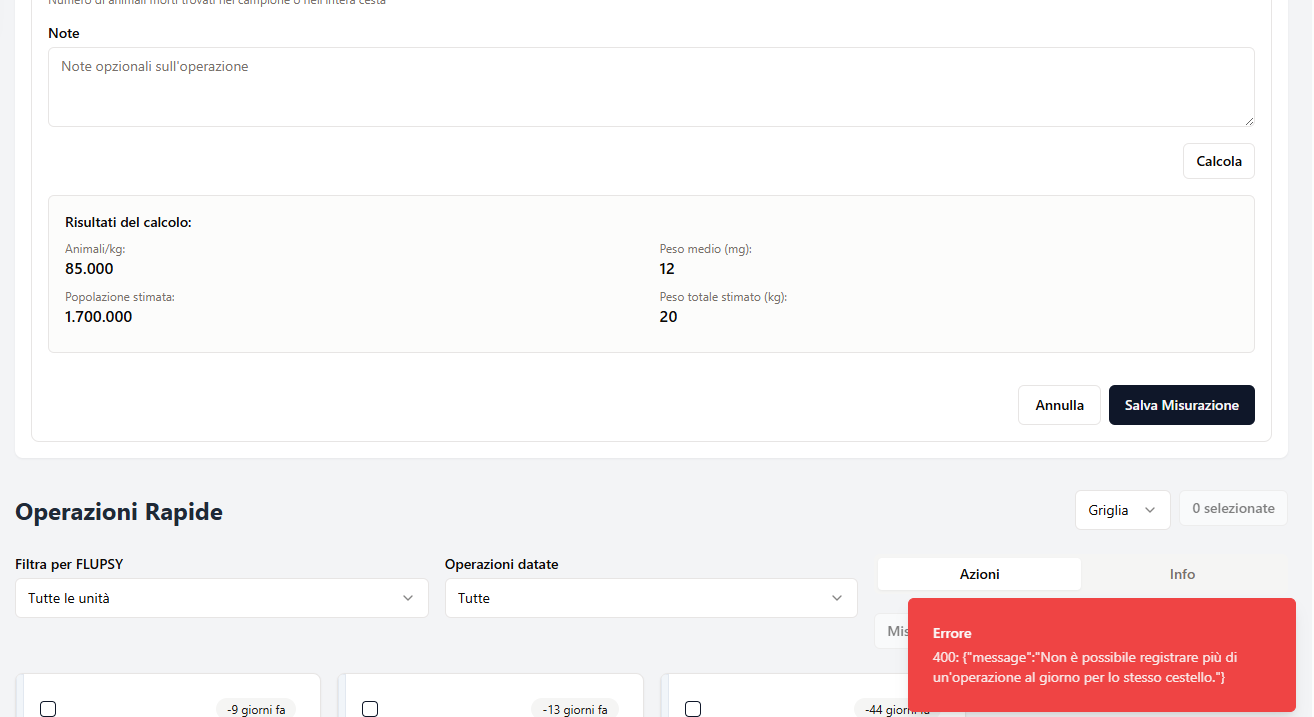 Numero di animali morti trovati nel campione o nell'intera cesta
Note
Note opzionali sull'operazione
Calcola
Risultati del calcolo:
Animali/kg:
85.000
Peso medio (mg):
12
Popolazione stimata:
1.700.000
Peso totale stimato (kg):
20
Annulla
Salva Misurazione
Operazioni Rapide
Griglia
0 selezionate
Filtra per FLUPSY
Tutte le unità
Operazioni datate
Tutte
Azioni
Info
Mis
Errore
400: {"message":"Non è possibile registrare più di
un'operazione al giorno per lo stesso cestello."}
-9 giorni fa
-13 giorni fa
-44 giorni fa